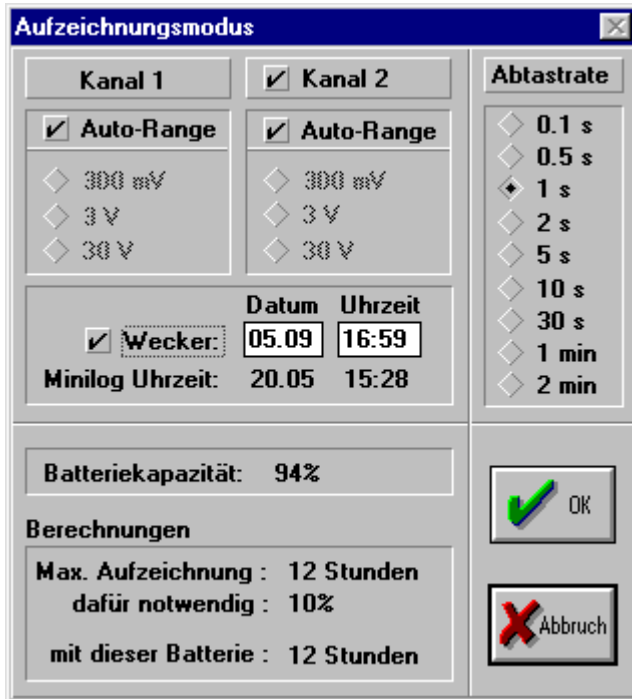 Aufzeichnungsmodus
Kanal 1
Kanal 2
Abtastrate
Auto-Range
Auto-Range
300 mV
3 V
30 V
300 mV
3 V
30 V
0.1 s
0.5 s
1 s
2 s
5 s
10 s
30 s
1 min
2 min
Datum Uhrzeit
Wecker: 05.09 16:59
Minilog Uhrzeit: 20.05 15:28
Batteriekapazität: 94%
Berechnungen
Max. Aufzeichnung : 12 Stunden
dafür notwendig : 10%
mit dieser Batterie : 12 Stunden
OK
Abbruch